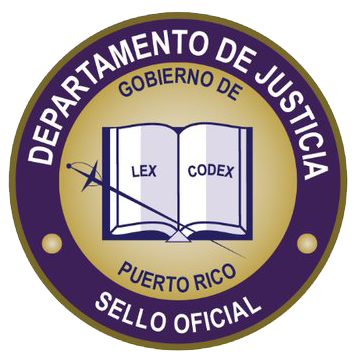 DEPARTAMENTO DE JUSTICIA
GOBIERNO DE
LEX CODEX
PUERTO RICO
SELLO OFICIAL